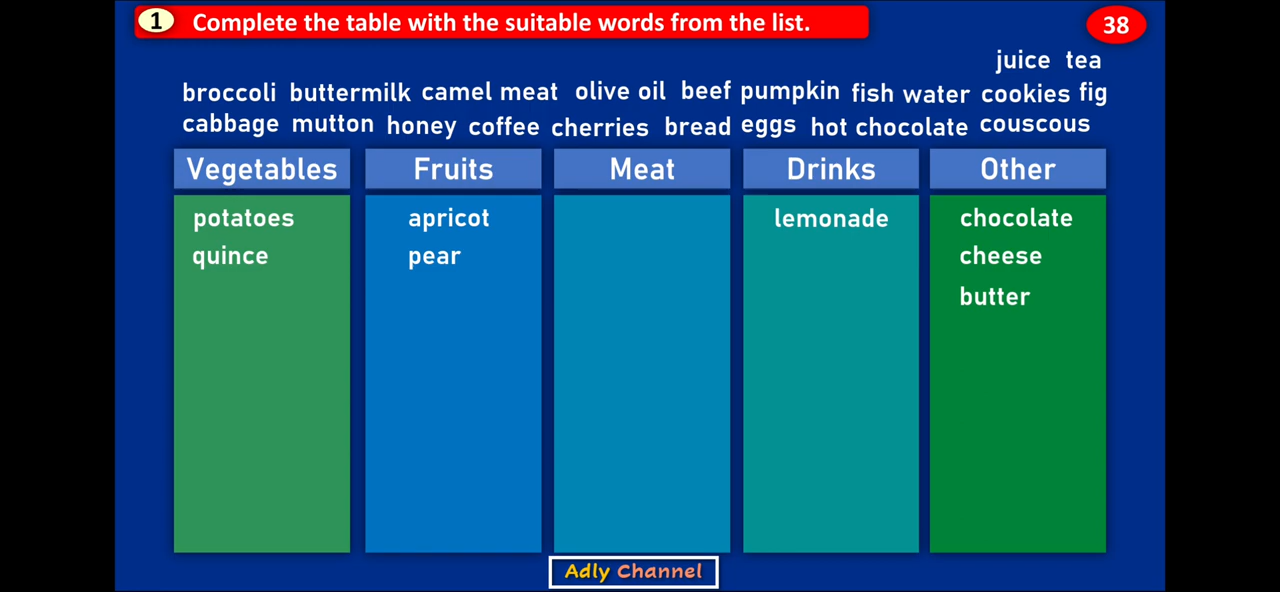 1 Complete the table with the suitable words from the list. 38
juice tea
broccoli buttermilk camel meat olive oil beef pumpkin fish water cookies fig
cabbage mutton honey coffee cherries bread eggs hot chocolate couscous
Vegetables Fruits Meat Drinks Other
potatoes apricot lemonade chocolate
quince pear cheese
butter
Adly Channel